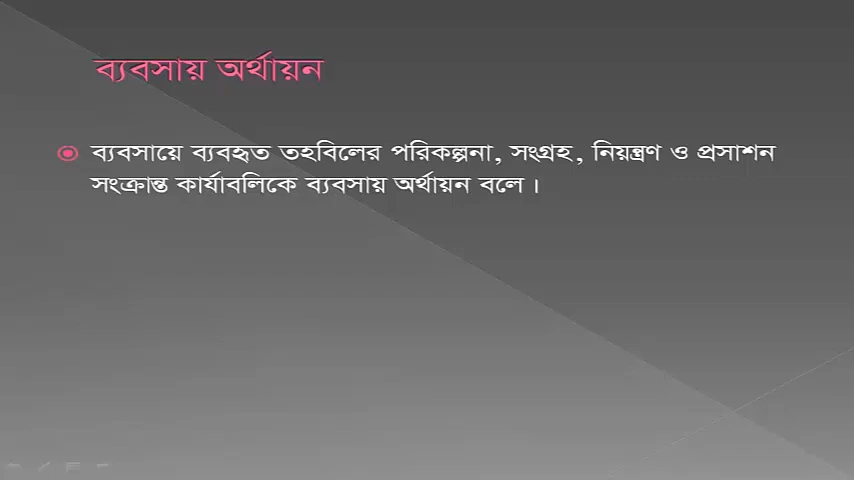 ব্যবসায় অর্থায়ন
ব্যবসায়ে ব্যবহৃত তহবিলের পরিকল্পনা, সংগ্রহ, নিয়ন্ত্রণ ও প্রসাশন
সংক্রান্ত কার্যাবলিকে ব্যবসায় অর্থায়ন বলে।